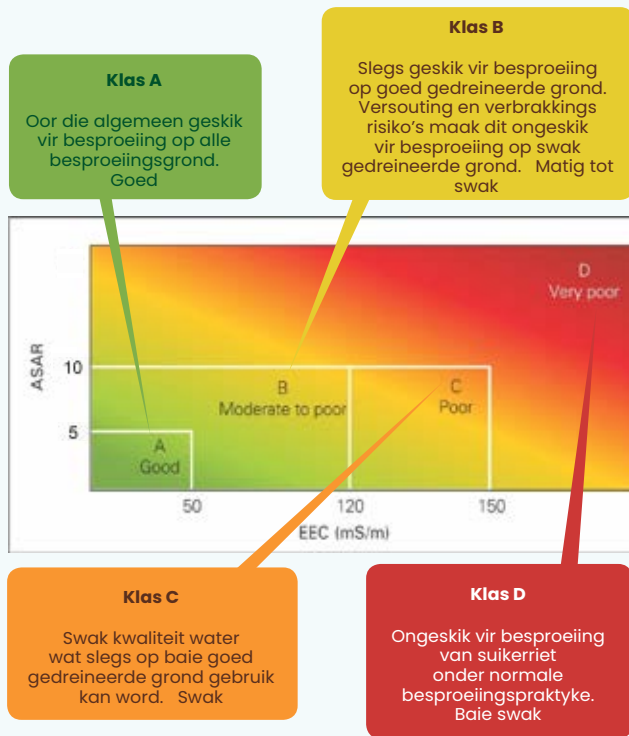 Klas A
Oor die algemeen geskik
vir besproeiing op alle
besproeiingsgrond.
Goed
Klas B
Slegs geskik vir besproeiing
op goed gedreineerde grond.
Versouting en verbrakkings
risiko's maak dit ongeskik
vir besproeiing op swak
gedreineerde grond. Matig tot
swak
ASAR
10
5
D
Very poor
B
Moderate to poor
C
Poor
A
Good
50
120
150
EEC (mS/m)
Klas C
Swak kwaliteit water
wat slegs op baie goed
gedreineerde grond gebruik
kan word. Swak
Klas D
Ongeskik vir besproeiing
van suikerriet
onder normale
besproeiingspraktyke.
Baie swak